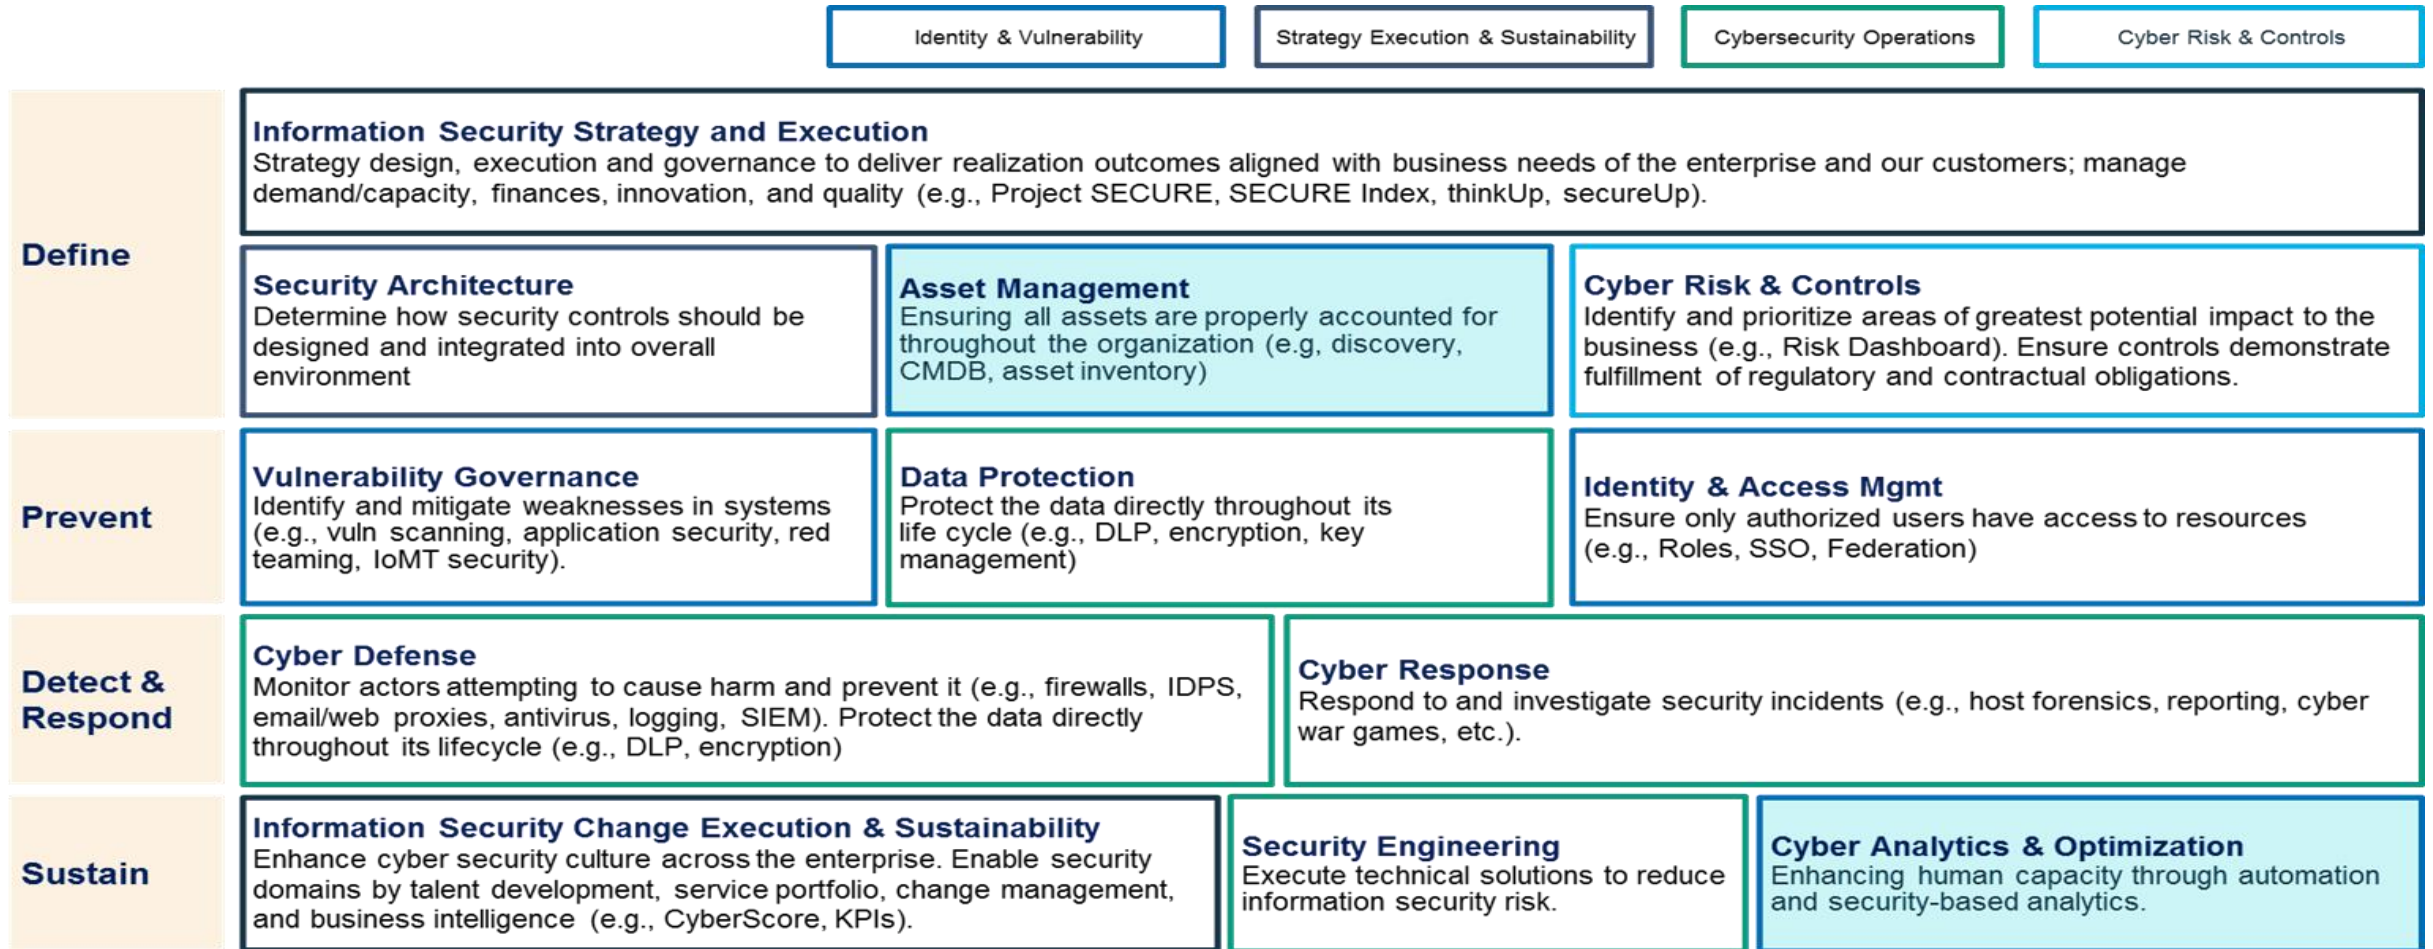 Identity & Vulnerability
Strategy Execution & Sustainability
Cybersecurity Operations
Cyber Risk & Controls
Define
Information Security Strategy and Execution
Strategy design, execution and governance to deliver realization outcomes aligned with business needs of the enterprise and our customers; manage
demand/capacity, finances, innovation, and quality (e.g., Project SECURE, SECURE Index, thinkUp, secureUp).
Security Architecture
Determine how security controls should be
designed and integrated into overall
environment
Asset Management
Ensuring all assets are properly accounted for
throughout the organization (e.g, discovery,
CMDB, asset inventory)
Cyber Risk & Controls
Identify and prioritize areas of greatest potential impact to the
business (e.g., Risk Dashboard). Ensure controls demonstrate
fulfillment of regulatory and contractual obligations.
Prevent
Vulnerability Governance
Identify and mitigate weaknesses in systems
(e.g., vuln scanning, application security, red
teaming, IoMT security).
Data Protection
Protect the data directly throughout its
life cycle (e.g., DLP, encryption, key
management)
Identity & Access Mgmt
Ensure only authorized users have access to resources
(e.g., Roles, SSO, Federation)
Detect &
Respond
Cyber Defense
Monitor actors attempting to cause harm and prevent it (e.g., firewalls, IDPS,
email/web proxies, antivirus, logging, SIEM). Protect the data directly
throughout its lifecycle (e.g., DLP, encryption)
Cyber Response
Respond to and investigate security incidents (e.g., host forensics, reporting, cyber
war games, etc.).
Sustain
Information Security Change Execution & Sustainability
Enhance cyber security culture across the enterprise. Enable security
domains by talent development, service portfolio, change management,
and business intelligence (e.g., CyberScore, KPIs).
Security Engineering
Execute technical solutions to reduce
information security risk.
Cyber Analytics & Optimization
Enhancing human capacity through automation
and security-based analytics.